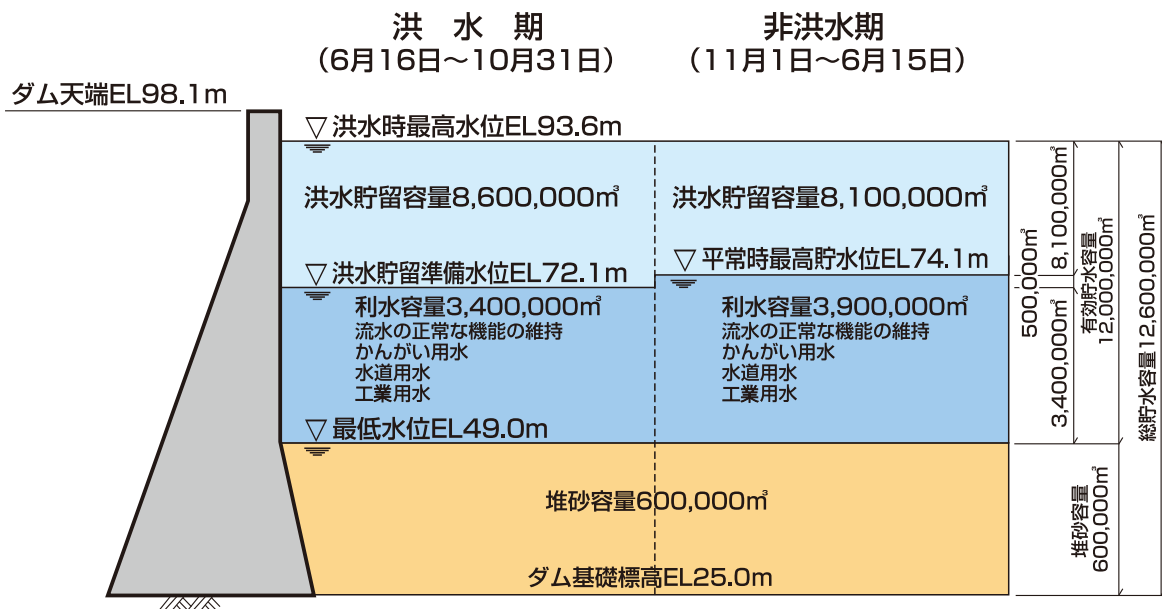 洪水期
（6月16日～10月31日）
非洪水期
（11月1日～6月15日）
ダム天端EL98.1m
▽洪水時最高水位EL93.6m
洪水貯留容量8,600,000㎥
洪水貯留容量8,100,000㎥
▽洪水貯留準備水位EL72.1m
▽平常時最高貯水位EL74.1m
利水容量3,400,000㎥
流水の正常な機能の維持
かんがい用水
水道用水
工業用水
利水容量3,900,000㎥
流水の正常な機能の維持
かんがい用水
水道用水
工業用水
▽最低水位EL49.0m
堆砂容量600,000㎥
ダム基礎標高EL25.0m
500,000㎥
8,100,000㎥
3,400,000㎥
有効貯水容量
12,000,000㎥
総貯水容量12,600,000㎥
堆砂容量
600,000㎥